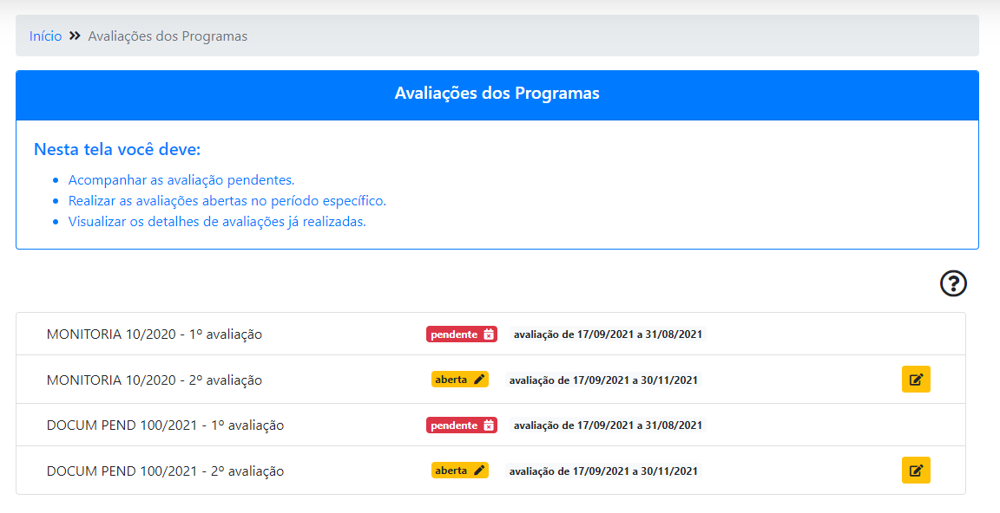 Início » Avaliações dos Programas
Avaliações dos Programas
Nesta tela você deve:
• Acompanhar as avaliação pendentes.
• Realizar as avaliações abertas no período específico.
• Visualizar os detalhes de avaliações já realizadas.
?
MONITORIA 10/2020 - 1º avaliação pendente avaliação de 17/09/2021 a 31/08/2021
MONITORIA 10/2020 - 2º avaliação aberta avaliação de 17/09/2021 a 30/11/2021
DOCUM PEND 100/2021 - 1º avaliação pendente avaliação de 17/09/2021 a 31/08/2021
DOCUM PEND 100/2021 - 2º avaliação aberta avaliação de 17/09/2021 a 30/11/2021